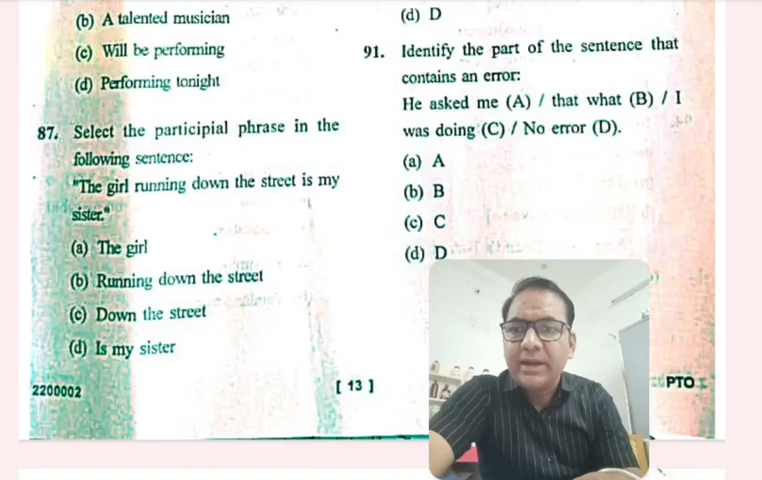 (b) A talented musician
(c) Will be performing
(d) Performing tonight
87. Select the participial phrase in the
following sentence:
"The girl running down the street is my
sister."
(a) The girl
(b) Running down the street
(c) Down the street
(d) Is my sister
2200002
(d) D
91. Identify the part of the sentence that
contains an error:
He asked me (A) / that what (B) / I
was doing (C) / No error (D).
(a) A
(b) B
(c) C
(d) D
[ 13 ]
PTO